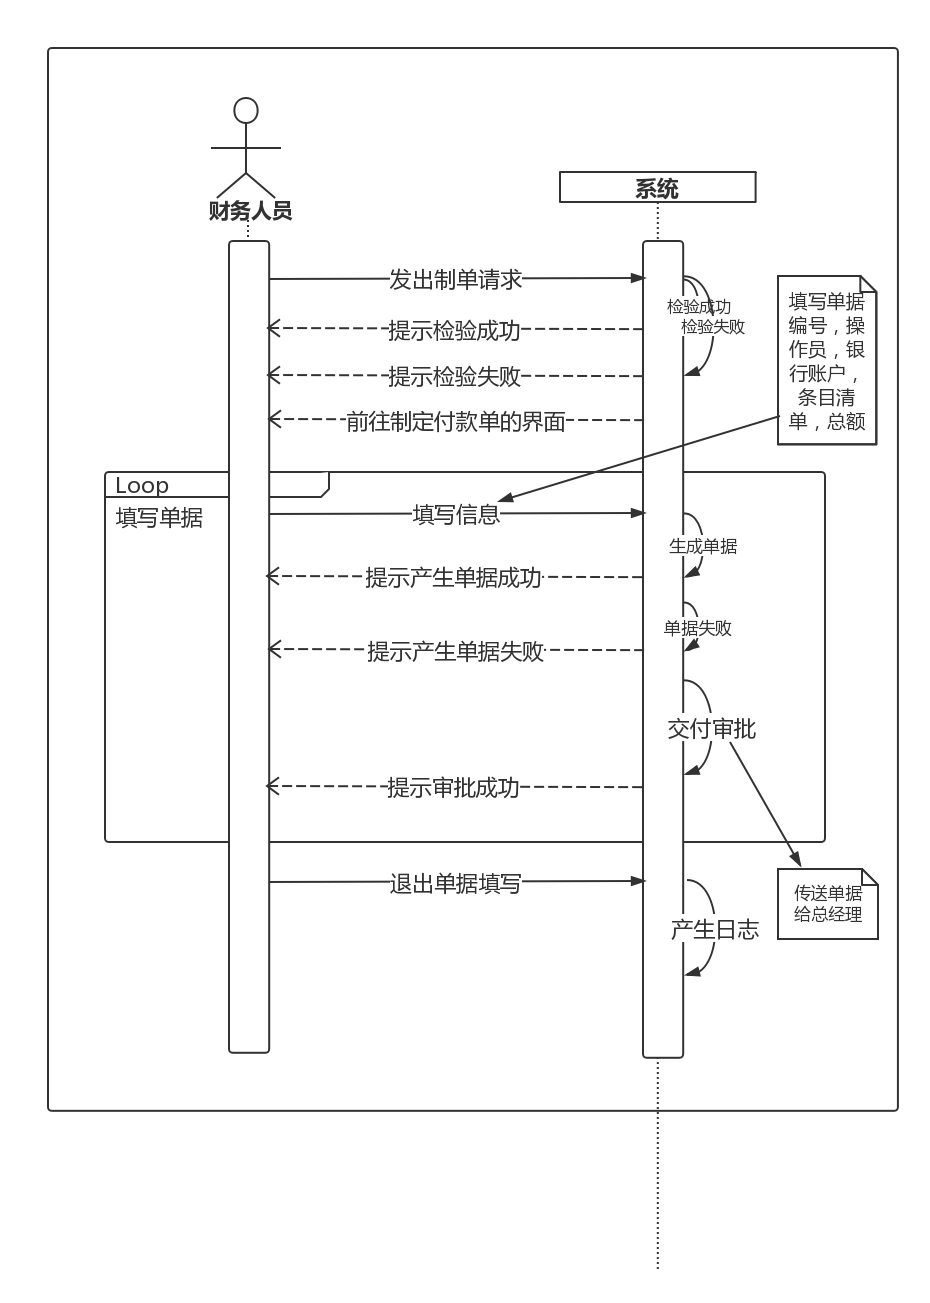 财务人员
系统
发出制单请求
检验成功
检验失败
填写单据
编号，操
作员，银
行账户，
条目清
单，总额
提示检验成功
提示检验失败
前往制定付款单的界面
Loop
填写单据
填写信息
生成单据
提示产生单据成功
单据失败
提示产生单据失败
交付审批
提示审批成功
退出单据填写
传送单据
给总经理
产生日志